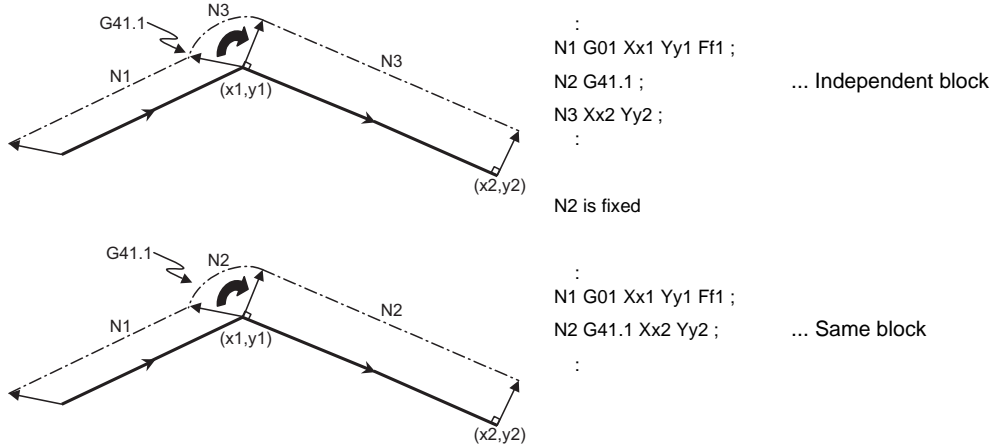 N3
G41.1
N1
N3
(x1,y1)
(x2,y2)
:
N1 G01 Xx1 Yy1 Ff1 ;
N2 G41.1 ; ... Independent block
N3 Xx2 Yy2 ;
:
N2 is fixed
G41.1
N2
N1
N2
(x1,y1)
(x2,y2)
:
N1 G01 Xx1 Yy1 Ff1 ;
N2 G41.1 Xx2 Yy2 ; ... Same block
: